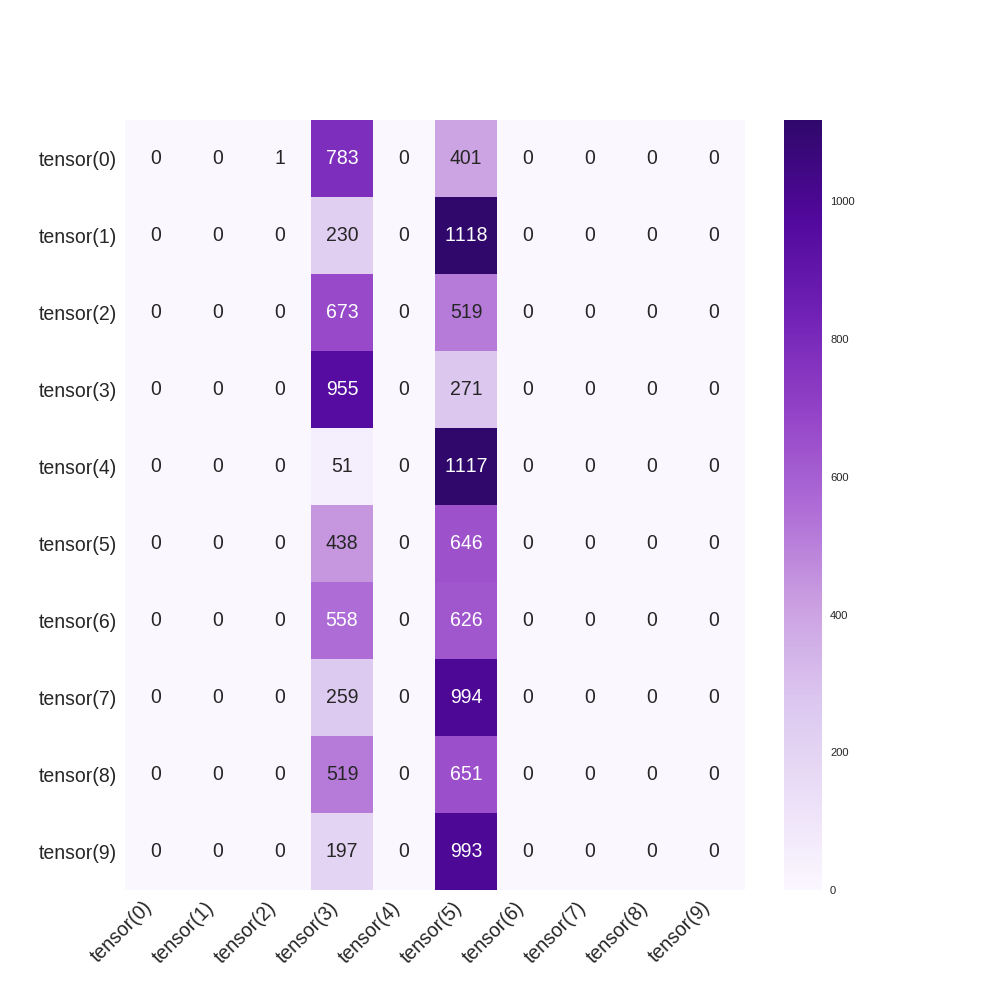 tensor(0) 0 0 1 783 0 401 0 0 0 0
tensor(1) 0 0 0 230 0 1118 0 0 0 0
tensor(2) 0 0 0 673 0 519 0 0 0 0
tensor(3) 0 0 0 955 0 271 0 0 0 0
tensor(4) 0 0 0 51 0 1117 0 0 0 0
tensor(5) 0 0 0 438 0 646 0 0 0 0
tensor(6) 0 0 0 558 0 626 0 0 0 0
tensor(7) 0 0 0 259 0 994 0 0 0 0
tensor(8) 0 0 0 519 0 651 0 0 0 0
tensor(9) 0 0 0 197 0 993 0 0 0 0
tensor(0) tensor(1) tensor(2) tensor(3) tensor(4) tensor(5) tensor(6) tensor(7) tensor(8) tensor(9)
1000
800
600
400
200
0